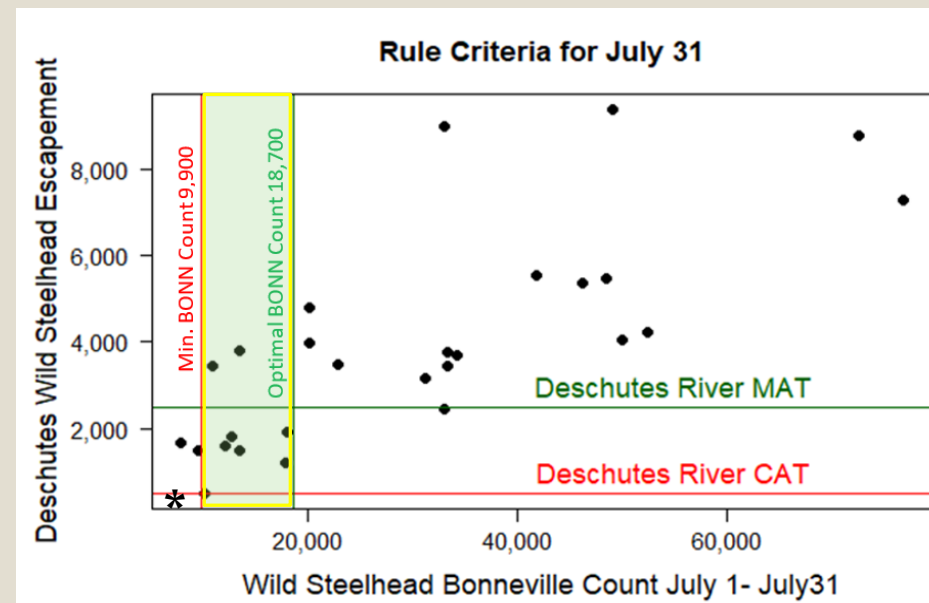 Rule Criteria for July 31
Deschutes Wild Steelhead Escapement
8,000
6,000
4,000
2,000
Min. BONN Count 9,900
Optimal BONN Count 18,700
Deschutes River MAT
Deschutes River CAT
*
20,000
40,000
60,000
Wild Steelhead Bonneville Count July 1- July31